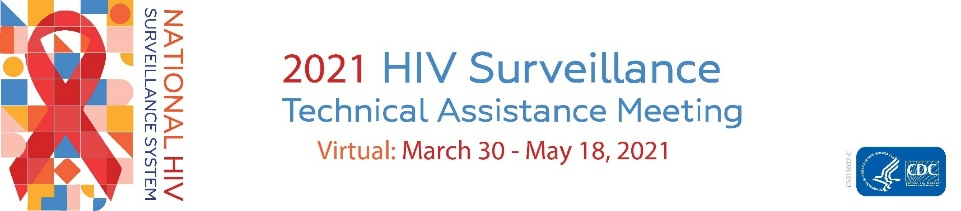 NATIONAL HIV
SURVEILLANCE SYSTEM
2021 HIV Surveillance
Technical Assistance Meeting
Virtual: March 30 - May 18, 2021
CDC